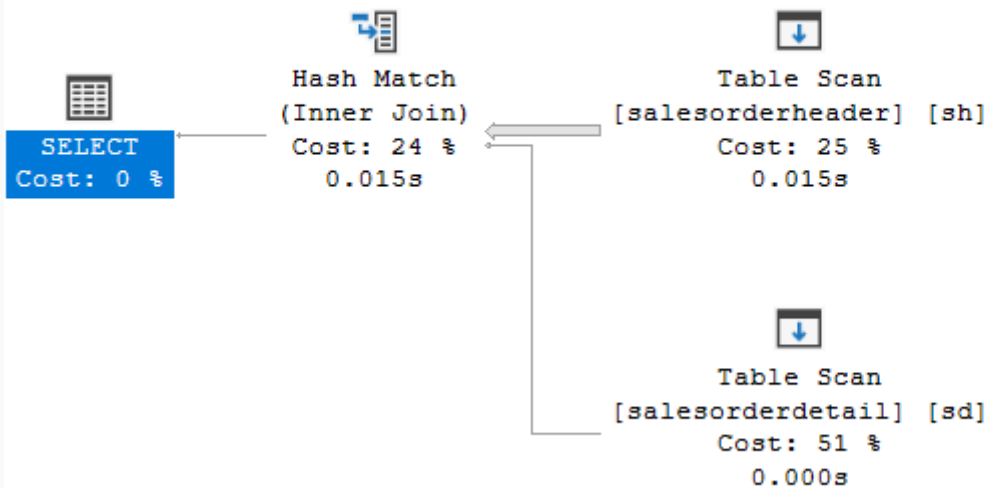 SELECT
Cost: 0 %
Hash Match
(Inner Join)
Cost: 24 %
0.015s
Table Scan
[salesorderheader] [sh]
Cost: 25 %
0.015s
Table Scan
[salesorderdetail] [sd]
Cost: 51 %
0.000s